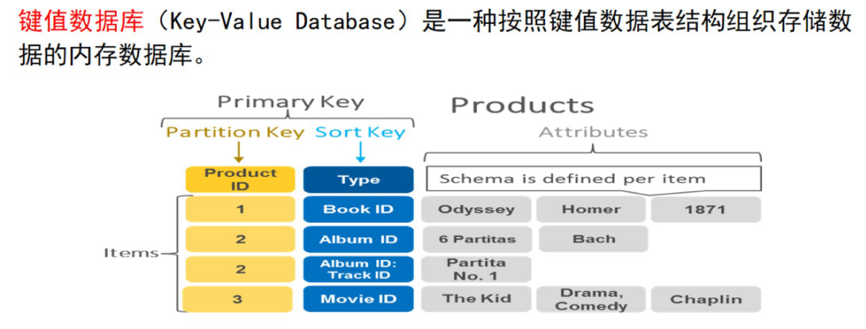 键值数据库（Key-Value Database）是一种按照键值数据表结构组织存储数
据的内存数据库。
Primary Key
Products
Partition Key Sort Key
Attributes
Product
ID
Type
Schema is defined per item
Items
1 Book ID Odyssey Homer 1871
2 Album ID 6 Partitas Bach
2 Album ID:
Track ID Partita
No. 1
3 Movie ID The Kid Drama,
Comedy Chaplin